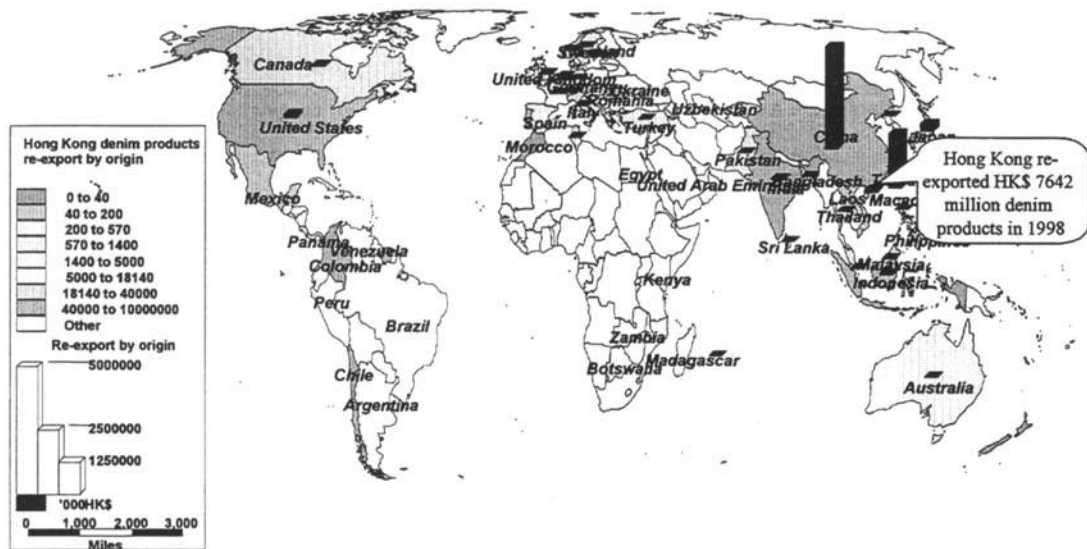 Hong Kong denim products
re-export by origin
0 to 40
40 to 200
200 to 570
570 to 1400
1400 to 5000
5000 to 18140
18140 to 40000
40000 to 10000000
Other
Re-export by origin
5000000
2500000
1250000
'000HK$
0 1,000 2,000 3,000
Miles
Canada
United States
Mexico
Panama
Venezuela
Colombia
Peru
Brazil
Chile
Argentina
United Kingdom
Ukraine
Romania
Italy
Spain
Turkey
Morocco
Uzbekistan
Pakistan
Egypt
United Arab
Kenya
Zambia
Madagascar
Botswana
China
Japan
Bangladesh
Laos
Macao
Thailand
Sri Lanka
Philippines
Malaysia
Indonesia
Australia
Hong Kong re-
exported HK$ 7642
million denim
products in 1998